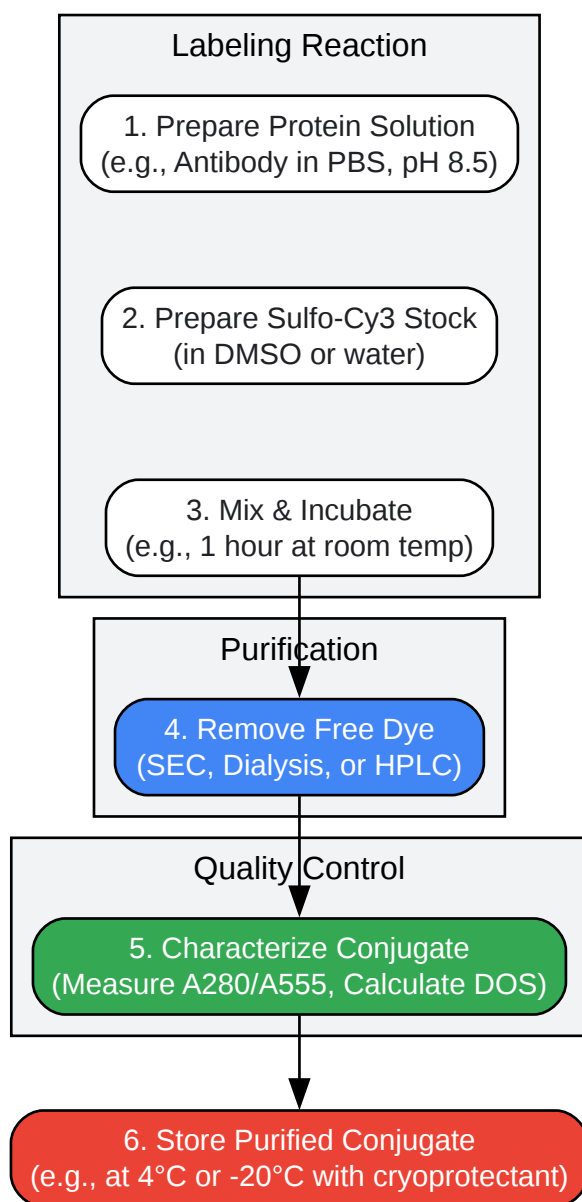 Labeling Reaction
1. Prepare Protein Solution
(e.g., Antibody in PBS, pH 8.5)
2. Prepare Sulfo-Cy3 Stock
(in DMSO or water)
3. Mix & Incubate
(e.g., 1 hour at room temp)
Purification
4. Remove Free Dye
(SEC, Dialysis, or HPLC)
Quality Control
5. Characterize Conjugate
(Measure A280/A555, Calculate DOS)
6. Store Purified Conjugate
(e.g., at 4°C or -20°C with cryoprotectant)